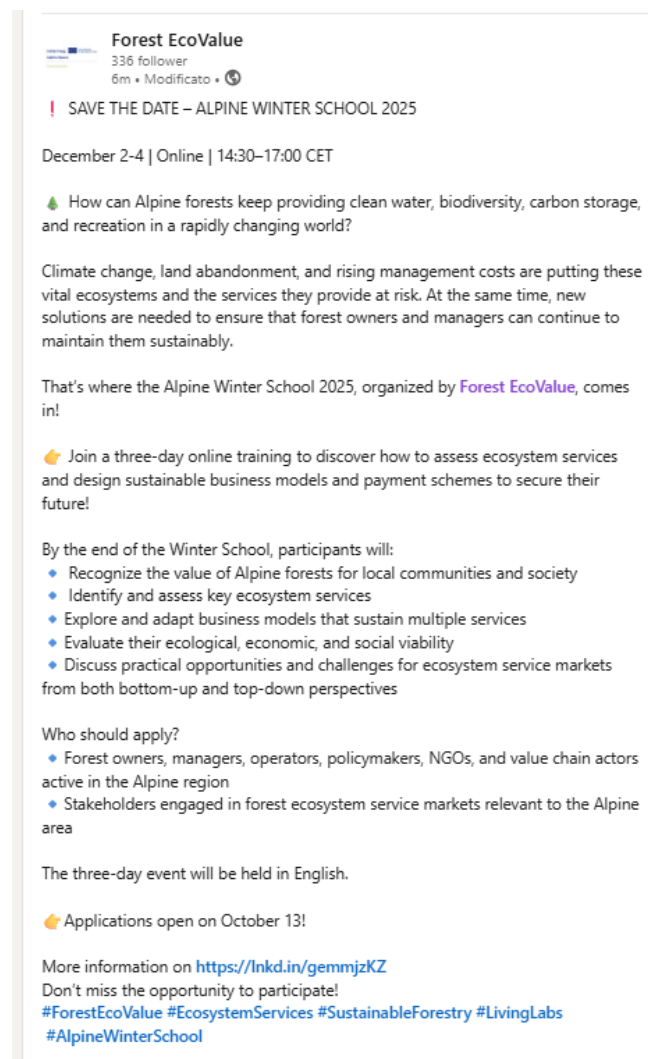 Forest EcoValue
336 follower
6m • Modificato •
❗ SAVE THE DATE – ALPINE WINTER SCHOOL 2025
December 2-4 | Online | 14:30–17:00 CET
🌲 How can Alpine forests keep providing clean water, biodiversity, carbon storage,
and recreation in a rapidly changing world?
Climate change, land abandonment, and rising management costs are putting these
vital ecosystems and the services they provide at risk. At the same time, new
solutions are needed to ensure that forest owners and managers can continue to
maintain them sustainably.
That's where the Alpine Winter School 2025, organized by Forest EcoValue, comes
in!
👉 Join a three-day online training to discover how to assess ecosystem services
and design sustainable business models and payment schemes to secure their
future!
By the end of the Winter School, participants will:
🔹 Recognize the value of Alpine forests for local communities and society
🔹 Identify and assess key ecosystem services
🔹 Explore and adapt business models that sustain multiple services
🔹 Evaluate their ecological, economic, and social viability
🔹 Discuss practical opportunities and challenges for ecosystem service markets
from both bottom-up and top-down perspectives
Who should apply?
🔹 Forest owners, managers, operators, policymakers, NGOs, and value chain actors
active in the Alpine region
🔹 Stakeholders engaged in forest ecosystem service markets relevant to the Alpine
area
The three-day event will be held in English.
👉 Applications open on October 13!
More information on https://lnkd.in/gemmjzKZ
Don't miss the opportunity to participate!
#ForestEcoValue #EcosystemServices #SustainableForestry #LivingLabs
#AlpineWinterSchool